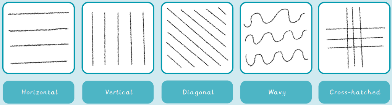 Horizontal
Vertical
Diagonal
Wavy
Cross-hatched